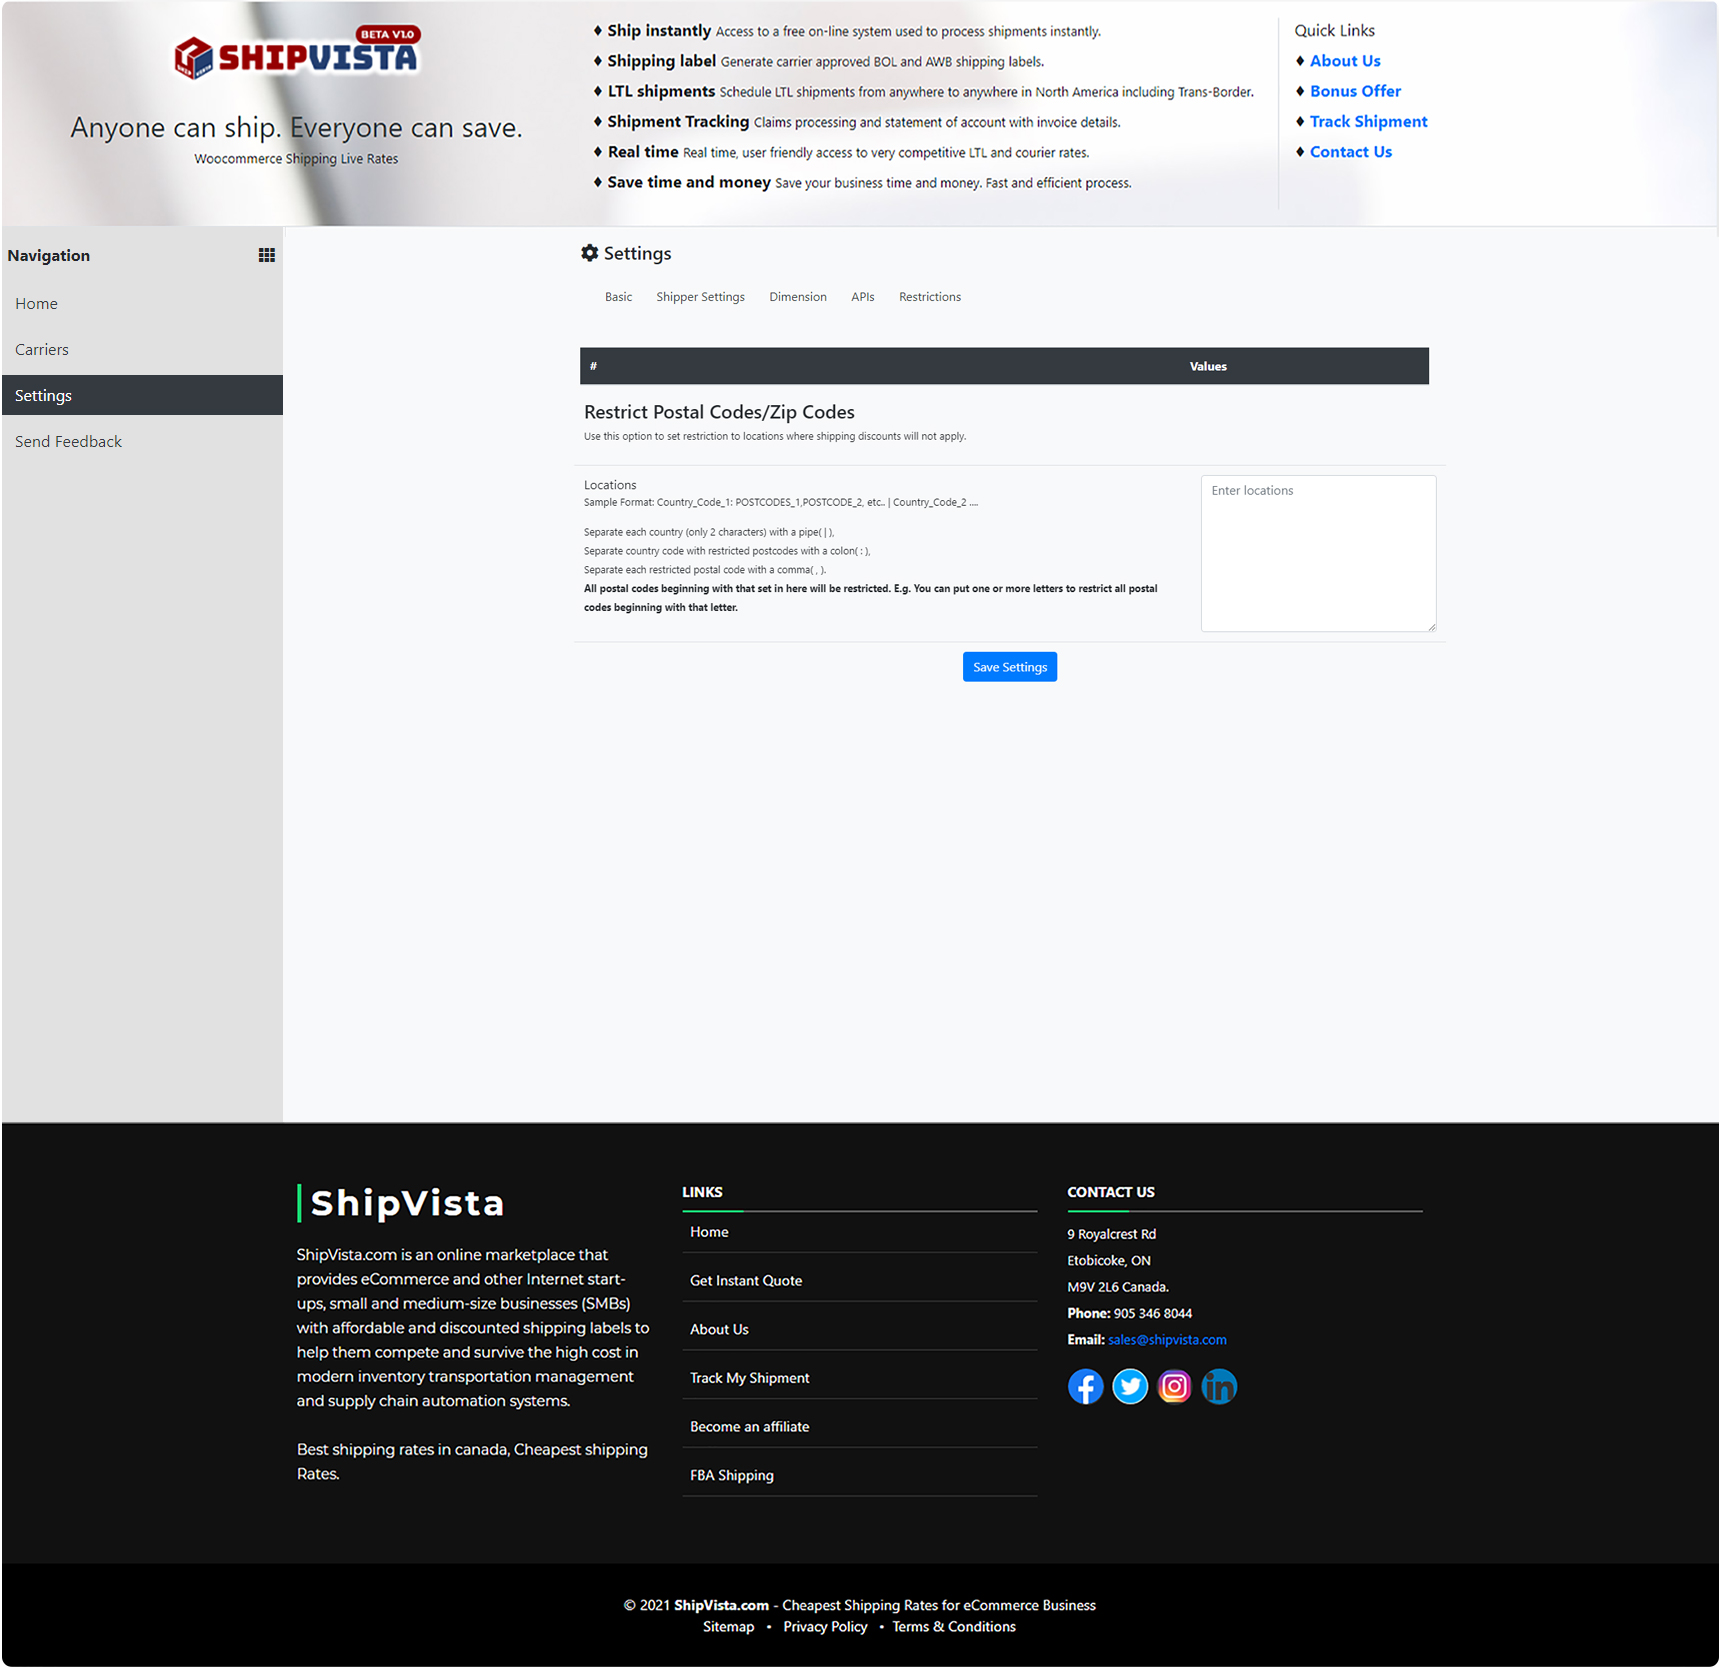 BETA V1.0
SHIPVISTA
Anyone can ship. Everyone can save.
Woocommerce Shipping Live Rates
♦ Ship instantly Access to a free on-line system used to process shipments instantly.
♦ Shipping label Generate carrier approved BOL and AWB shipping labels.
♦ LTL shipments Schedule LTL shipments from anywhere to anywhere in North America including Trans-Border.
♦ Shipment Tracking Claims processing and statement of account with invoice details.
♦ Real time Real time, user friendly access to very competitive LTL and courier rates.
♦ Save time and money Save your business time and money. Fast and efficient process.
Quick Links
♦ About Us
♦ Bonus Offer
♦ Track Shipment
♦ Contact Us
Navigation
Home
Carriers
Settings
Send Feedback
Settings
Basic Shipper Settings Dimension APIs Restrictions
# Values
Restrict Postal Codes/Zip Codes
Use this option to set restriction to locations where shipping discounts will not apply.
Locations
Sample Format: Country_Code_1: POSTCODES_1,POSTCODE_2, etc.. | Country_Code_2 ....
Separate each country (only 2 characters) with a pipe( | ),
Separate country code with restricted postcodes with a colon( : ),
Separate each restricted postal code with a comma( , ).
All postal codes beginning with that set in here will be restricted. E.g. You can put one or more letters to restrict all postal
codes beginning with that letter.
Enter locations
Save Settings
ShipVista
ShipVista.com is an online marketplace that
provides eCommerce and other Internet start-
ups, small and medium-size businesses (SMBs)
with affordable and discounted shipping labels to
help them compete and survive the high cost in
modern inventory transportation management
and supply chain automation systems.
Best shipping rates in canada, Cheapest shipping
Rates.
LINKS
Home
Get Instant Quote
About Us
Track My Shipment
Become an affiliate
FBA Shipping
CONTACT US
9 Royalcrest Rd
Etobicoke, ON
M9V 2L6 Canada.
Phone: 905 346 8044
Email: sales@shipvista.com
© 2021 ShipVista.com - Cheapest Shipping Rates for eCommerce Business
Sitemap • Privacy Policy • Terms & Conditions